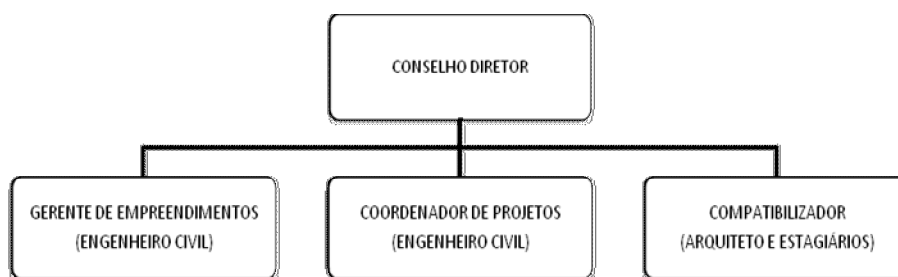 CONSELHO DIRETOR
GERENTE DE EMPREENDIMENTOS
(ENGENHEIRO CIVIL)
COORDENADOR DE PROJETOS
(ENGENHEIRO CIVIL)
COMPATIBILIZADOR
(ARQUITETO E ESTAGIÁRIOS)